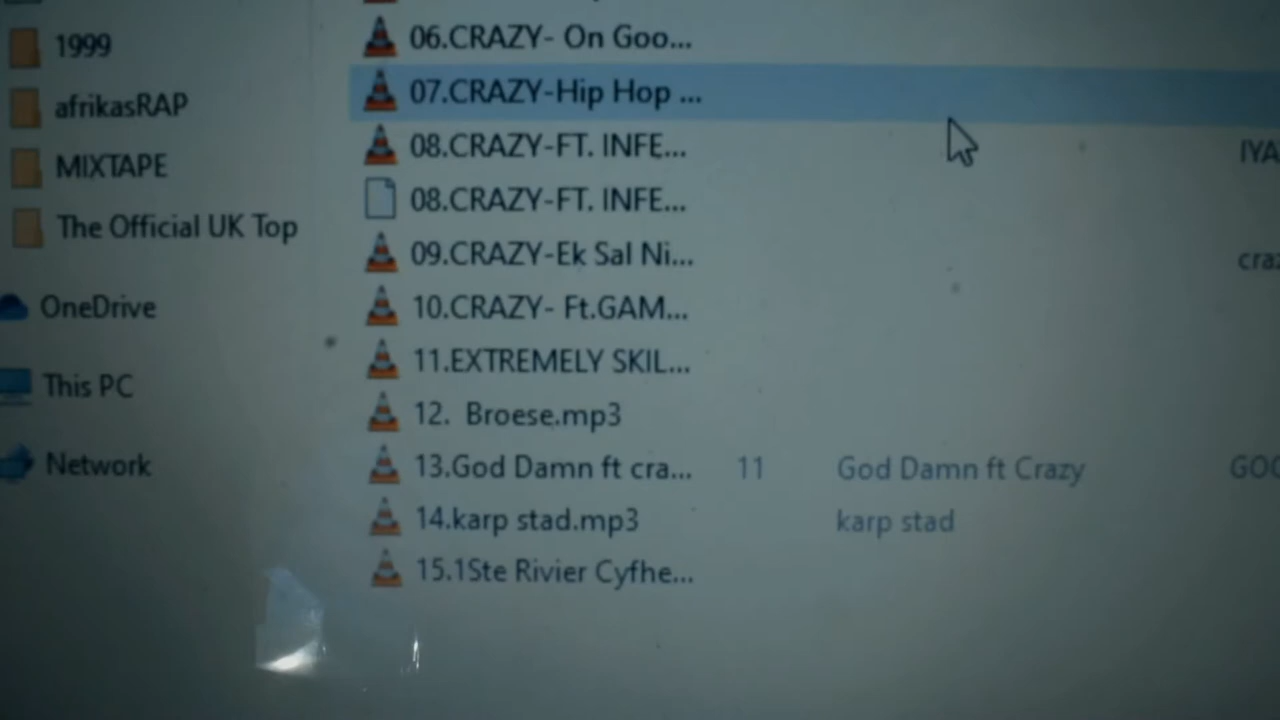 1999
afrikasRAP
MIXTAPE
The Official UK Top
OneDrive
This PC
Network
06.CRAZY- On Goo...
07.CRAZY-Hip Hop ...
08.CRAZY-FT. INFE... IYA
08.CRAZY-FT. INFE...
09.CRAZY-Ek Sal Ni... craz
10.CRAZY- Ft.GAM...
11.EXTREMELY SKIL...
12. Broese.mp3
13.God Damn ft cra... 11 God Damn ft Crazy GOO
14.karp stad.mp3 karp stad
15.1Ste Rivier Cyfhe...